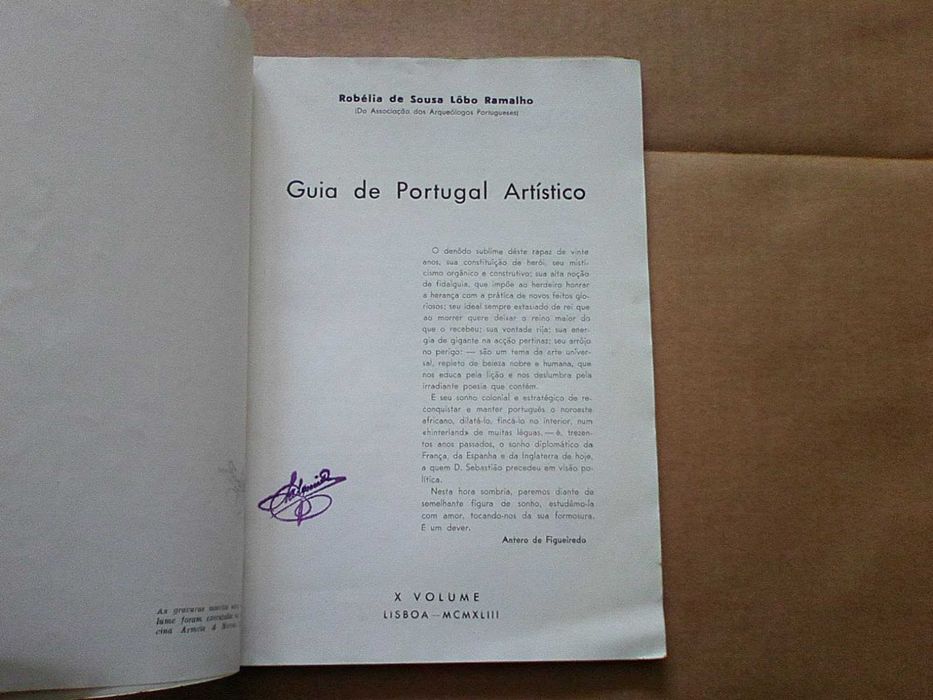 Robélia de Sousa Lôbo Ramalho
(Da Associação dos Arqueólogos Portugueses)
Guia de Portugal Artístico
O denôdo sublime dêste rapaz de vinte
anos, sua constituïção de herói, seu misti-
cismo orgânico e construtivo; sua alta noção
de fidalguia, que impõe ao herdeiro honrar
a herança com a prática de novos feitos glo-
riosos; seu ideal sempre extasiado de rei que
ao morrer quere deixar o reino maior do
que o recebeu; sua vontade rija; sua ener-
gia de gigante na acção pertinaz; seu arrôjo
no perigo: — são um tema da arte univer-
sal, repleto de beleza nobre e humana, que
nos educa pela lição e nos deslumbra pela
irradiante poesia que contém.
E seu sonho colonial e estratégico de re-
conquistar e manter português o noroeste
africano, dilatá-lo, fincá-lo no interior, num
«hinterland» de muitas léguas, — é, trezen-
tos anos passados, o sonho diplomático da
França, da Espanha e da Inglaterra de hoje,
a quem D. Sebastião precedeu em visão po-
lítica.
Nesta hora sombria, paremos diante de
semelhante figura de sonho, estudêmo-la
com amor, tocando-nos da sua formosura.
É um dever.
Antero de Figueiredo
X VOLUME
LISBOA — MCMXLIII
As gravuras
lume foram
cina